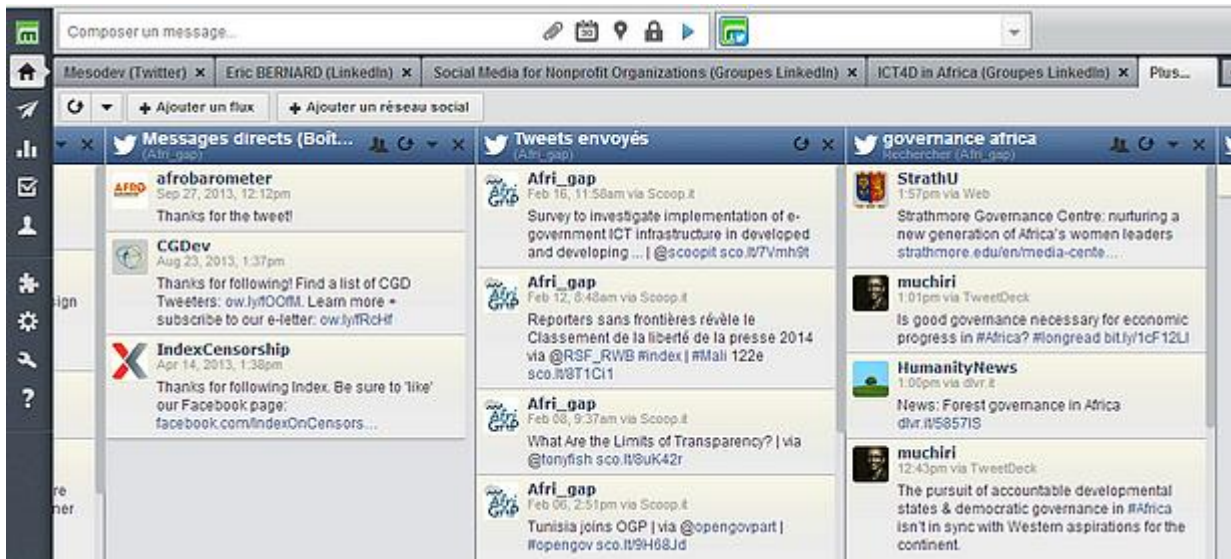 Composer un message...
Mesodev (Twitter) ×
Eric BERNARD (LinkedIn) ×
Social Media for Nonprofit Organizations (Groupes LinkedIn) ×
ICT4D in Africa (Groupes LinkedIn) ×
Plus...
+ Ajouter un flux
+ Ajouter un réseau social
sign
re
ner
Messages directs (Boît...
(Afri_gap)
afrobarometer
Sep 27, 2013, 12:12pm
Thanks for the tweet!
CGDev
Aug 23, 2013, 1:37pm
Thanks for following! Find a list of CGD
Tweeters: ow.ly/fOOfM. Learn more +
subscribe to our e-letter: ow.ly/fRcHf
IndexCensorship
Apr 14, 2013, 1:38pm
Thanks for following Index. Be sure to 'like'
our Facebook page:
facebook.com/IndexOnCensors...
Tweets envoyés
(Afri_gap)
Afri_gap
Feb 16, 11:58am via Scoop.it
Survey to investigate implementation of e-
government ICT infrastructure in developed
and developing ... | @scoopit sco.lt/7Vmh9t
Afri_gap
Feb 12, 8:48am via Scoop.it
Reporters sans frontières révèle le
Classement de la liberté de la presse 2014
via @RSF_RWB #index | #Mali 122e
sco.lt/8T1Ci1
Afri_gap
Feb 08, 9:37am via Scoop.it
What Are the Limits of Transparency? | via
@tonyfish sco.lt/8uK42r
Afri_gap
Feb 06, 2:51pm via Scoop.it
Tunisia joins OGP | via @opengovpart |
#opengov sco.lt/9H68Jd
governance africa
Rechercher (Afri_gap)
StrathU
1:57pm via Web
Strathmore Governance Centre: nurturing a
new generation of Africa's women leaders
strathmore.edu/en/media-cente...
muchiri
1:01pm via TweetDeck
Is good governance necessary for economic
progress in #Africa? #longread bit.ly/1cF12LI
HumanityNews
1:00pm via dlvr.it
News: Forest governance in Africa
dlvr.it/5857lS
muchiri
12:43pm via TweetDeck
The pursuit of accountable developmental
states & democratic governance in #Africa
isn't in sync with Western aspirations for the
continent.